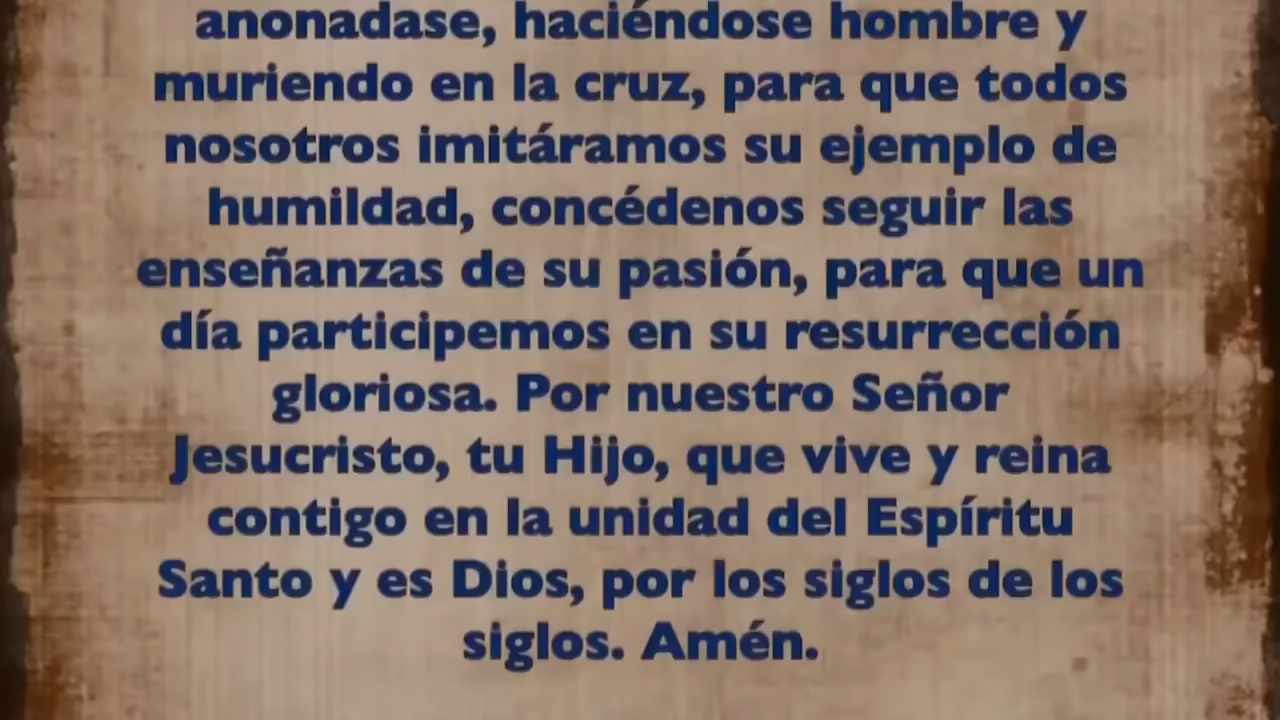 anonadase, haciéndose hombre y
muriendo en la cruz, para que todos
nosotros imitáramos su ejemplo de
humildad, concédenos seguir las
enseñanzas de su pasión, para que un
día participemos en su resurrección
gloriosa. Por nuestro Señor
Jesucristo, tu Hijo, que vive y reina
contigo en la unidad del Espíritu
Santo y es Dios, por los siglos de los
siglos. Amén.